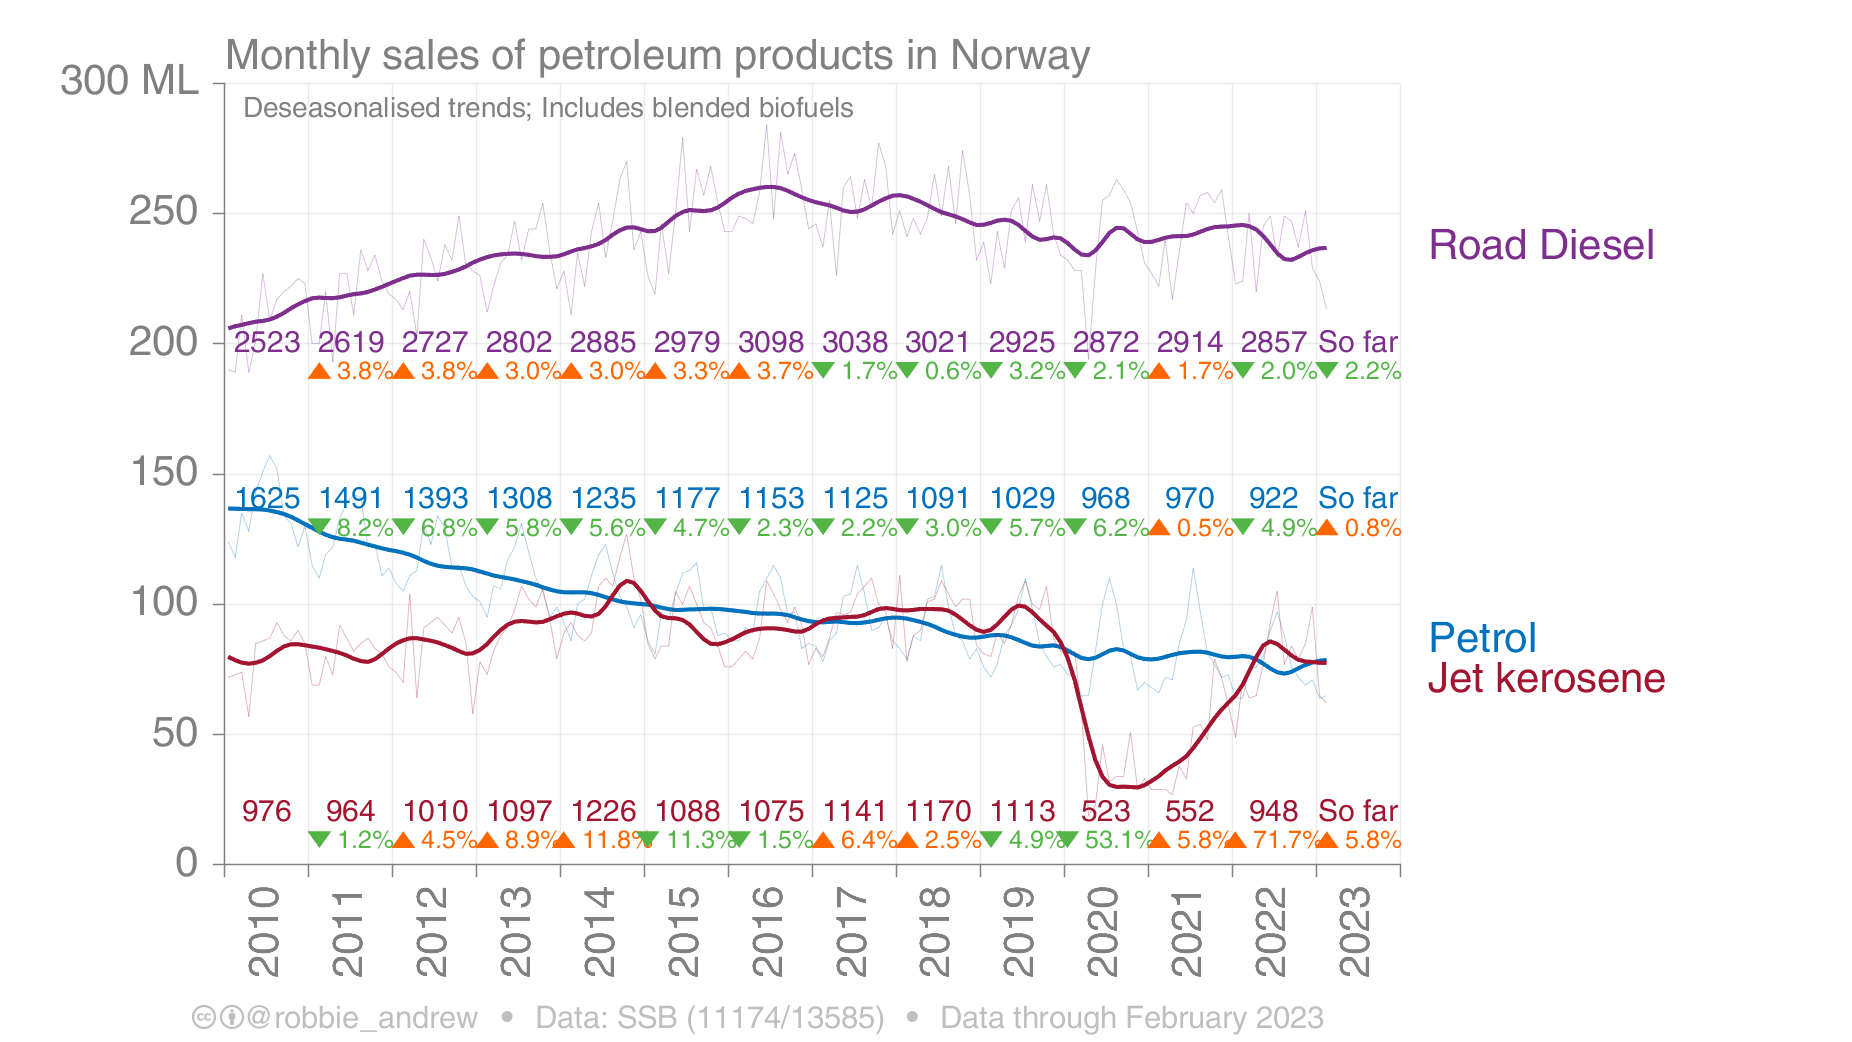 Monthly sales of petroleum products in Norway
300 ML
Deseasonalised trends; Includes blended biofuels
250
Road Diesel
200
2523 2619 2727 2802 2885 2979 3098 3038 3021 2925 2872 2914 2857 So far
▲ 3.8% ▲ 3.8% ▲ 3.0% ▲ 3.0% ▲ 3.3% ▲ 3.7% ▼ 1.7% ▼ 0.6% ▼ 3.2% ▼ 2.1% ▲ 1.7% ▼ 2.0% ▼ 2.2%
150
1625 1491 1393 1308 1235 1177 1153 1125 1091 1029 968 970 922 So far
▼ 8.2% ▼ 6.8% ▼ 5.8% ▼ 5.6% ▼ 4.7% ▼ 2.3% ▼ 2.2% ▼ 3.0% ▼ 5.7% ▼ 6.2% ▲ 0.5% ▼ 4.9% ▲ 0.8%
100
Petrol
Jet kerosene
50
976 964 1010 1097 1226 1088 1075 1141 1170 1113 523 552 948 So far
▼ 1.2% ▲ 4.5% ▲ 8.9% ▲ 11.8% ▼ 11.3% ▼ 1.5% ▲ 6.4% ▲ 2.5% ▼ 4.9% ▼ 53.1% ▲ 5.8% ▲ 71.7% ▲ 5.8%
0
2010 2011 2012 2013 2014 2015 2016 2017 2018 2019 2020 2021 2022 2023
@robbie_andrew • Data: SSB (11174/13585) • Data through February 2023